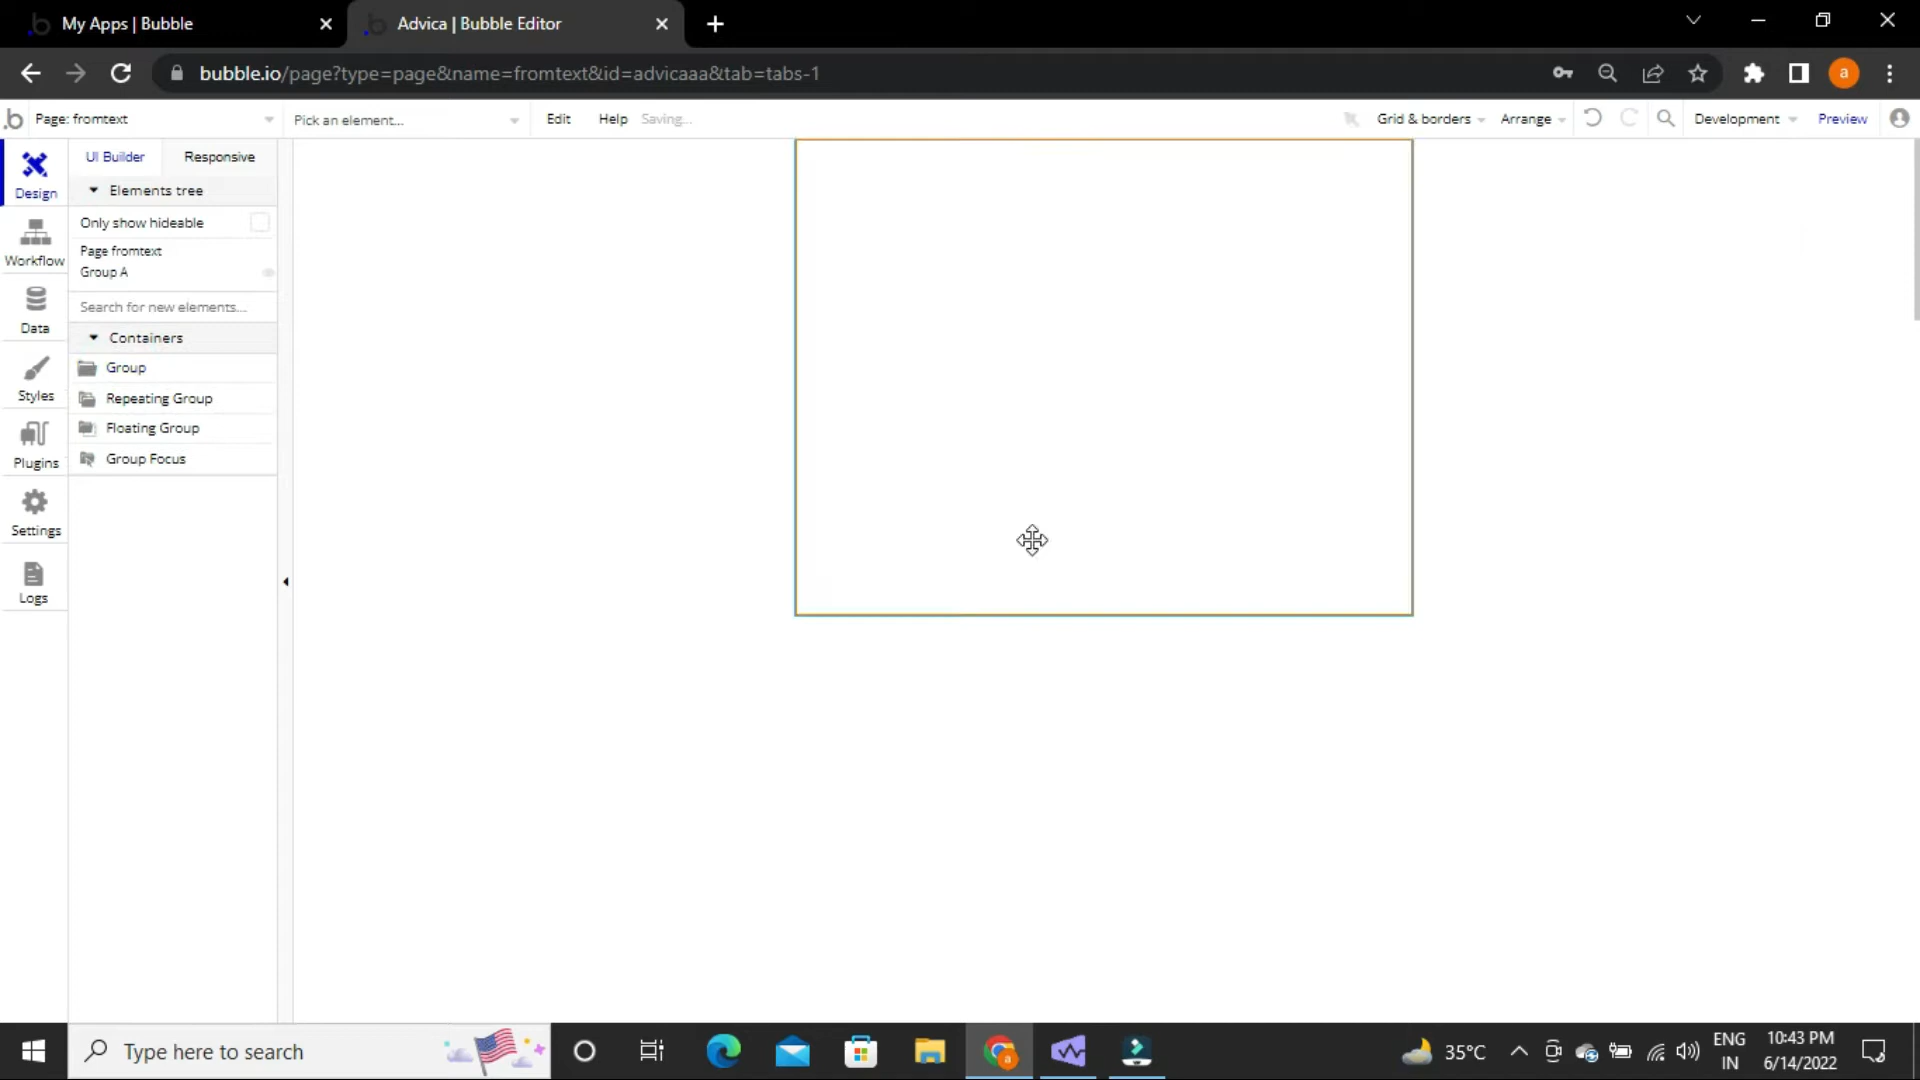 My Apps | Bubble
Advica | Bubble Editor
bubble.io/page?type=page&name=fromtext&id=advicaaa&tab=tabs-1
a
.b
Page: fromtext
Pick an element...
Edit
Help
Saving...
Grid & borders
Arrange
Development
Preview
Design
Workflow
Data
Styles
Plugins
Settings
Logs
UI Builder
Responsive
Elements tree
Only show hideable
Page fromtext
Group A
Search for new elements...
Containers
Group
Repeating Group
Floating Group
Group Focus
Type here to search
a
35°C
ENG
IN
10:43 PM
6/14/2022